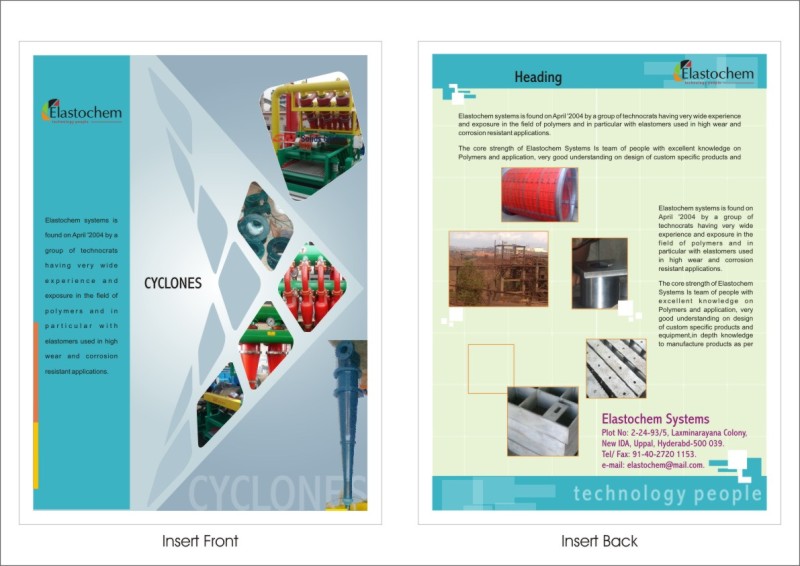 Elastochem
technology people
Elastochem systems is
found on April '2004 by a
group of technocrats
having very wide
experience and
exposure in the field of
polymers and in
particular with
elastomers used in high
wear and corrosion
resistant applications.
CYCLONES
CYCLONES
Insert Front
Heading
Elastochem
technology people
Elastochem systems is found on April '2004 by a group of technocrats having very wide experience
and exposure in the field of polymers and in particular with elastomers used in high wear and
corrosion resistant applications.
The core strength of Elastochem Systems Is team of people with excellent knowledge on
Polymers and application, very good understanding on design of custom specific products and
Elastochem systems is found on
April '2004 by a group of
technocrats having very wide
experience and exposure in the
field of polymers and in
particular with elastomers used
in high wear and corrosion
resistant applications.
The core strength of Elastochem
Systems Is team of people with
excellent knowledge on
Polymers and application, very
good understanding on design
of custom specific products and
equipment,in depth knowledge
to manufacture products as per
Elastochem Systems
Plot No: 2-24-93/5, Laxminarayana Colony,
New IDA, Uppal, Hyderabd-500 039.
Tel/ Fax: 91-40-2720 1153.
e-mail: elastochem@mail.com.
technology people
Insert Back